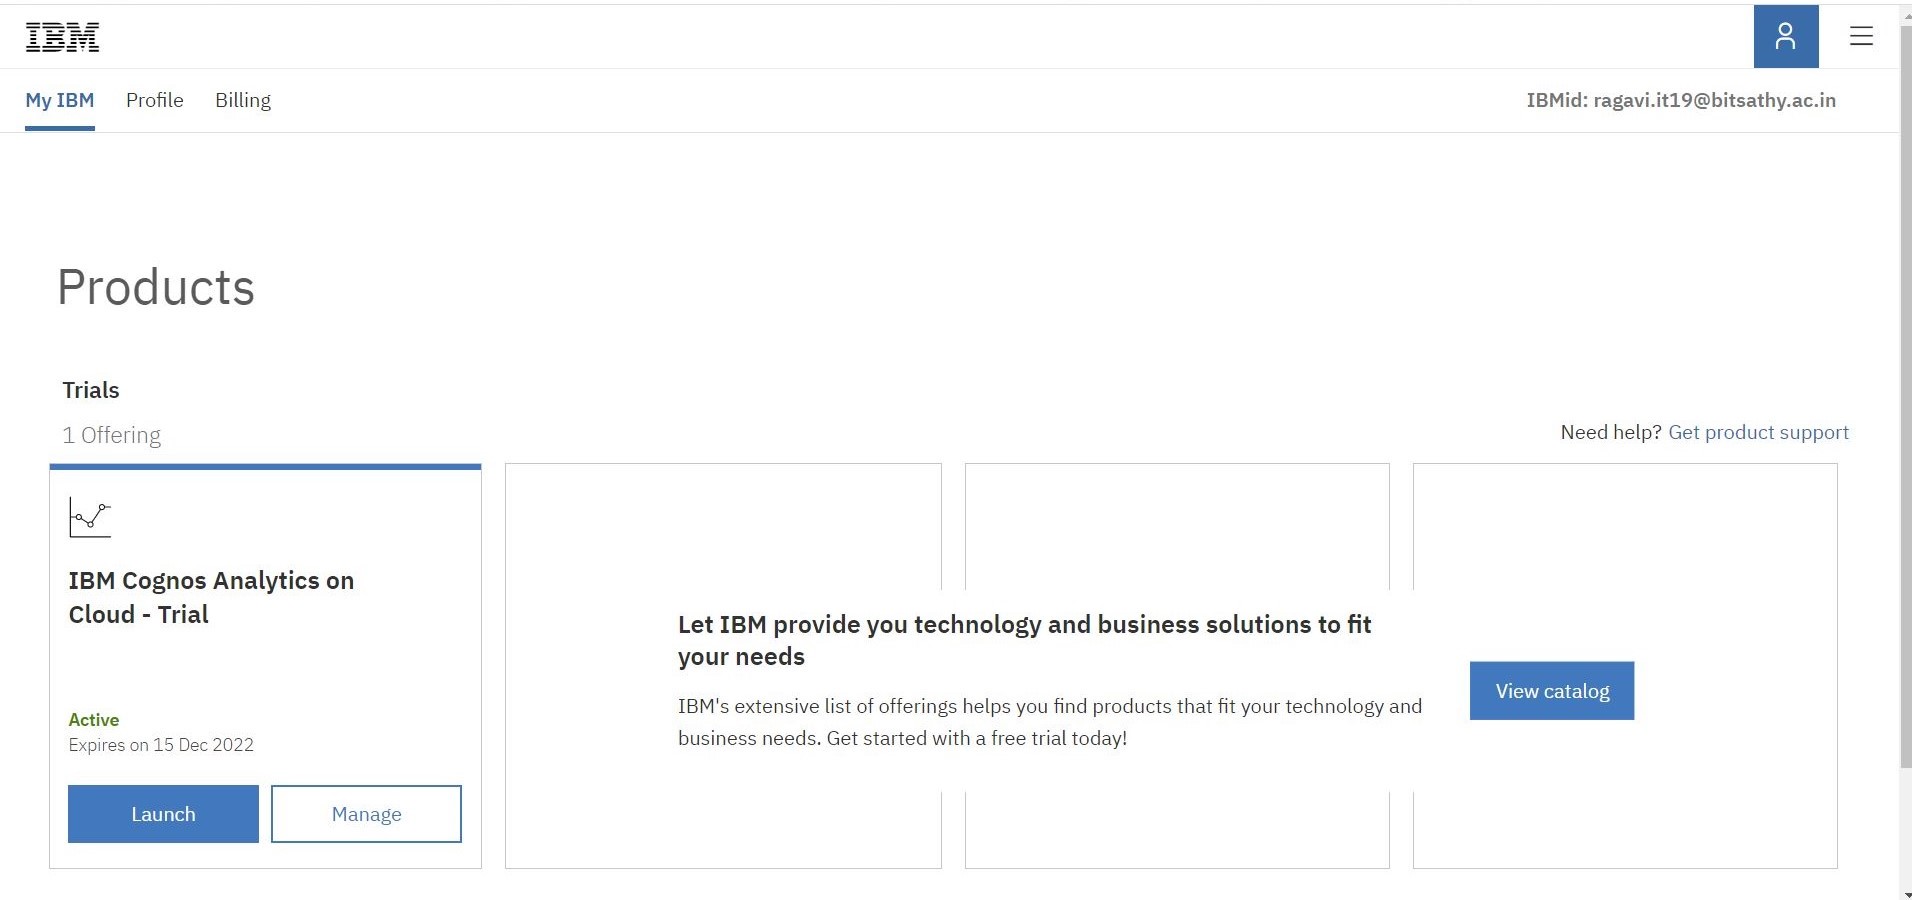 IBM
My IBM Profile Billing IBMid: ragavi.it19@bitsathy.ac.in
Products
Trials
1 Offering
Need help? Get product support
IBM Cognos Analytics on
Cloud - Trial
Active
Expires on 15 Dec 2022
Launch Manage
Let IBM provide you technology and business solutions to fit
your needs
IBM's extensive list of offerings helps you find products that fit your technology and
business needs. Get started with a free trial today!
View catalog